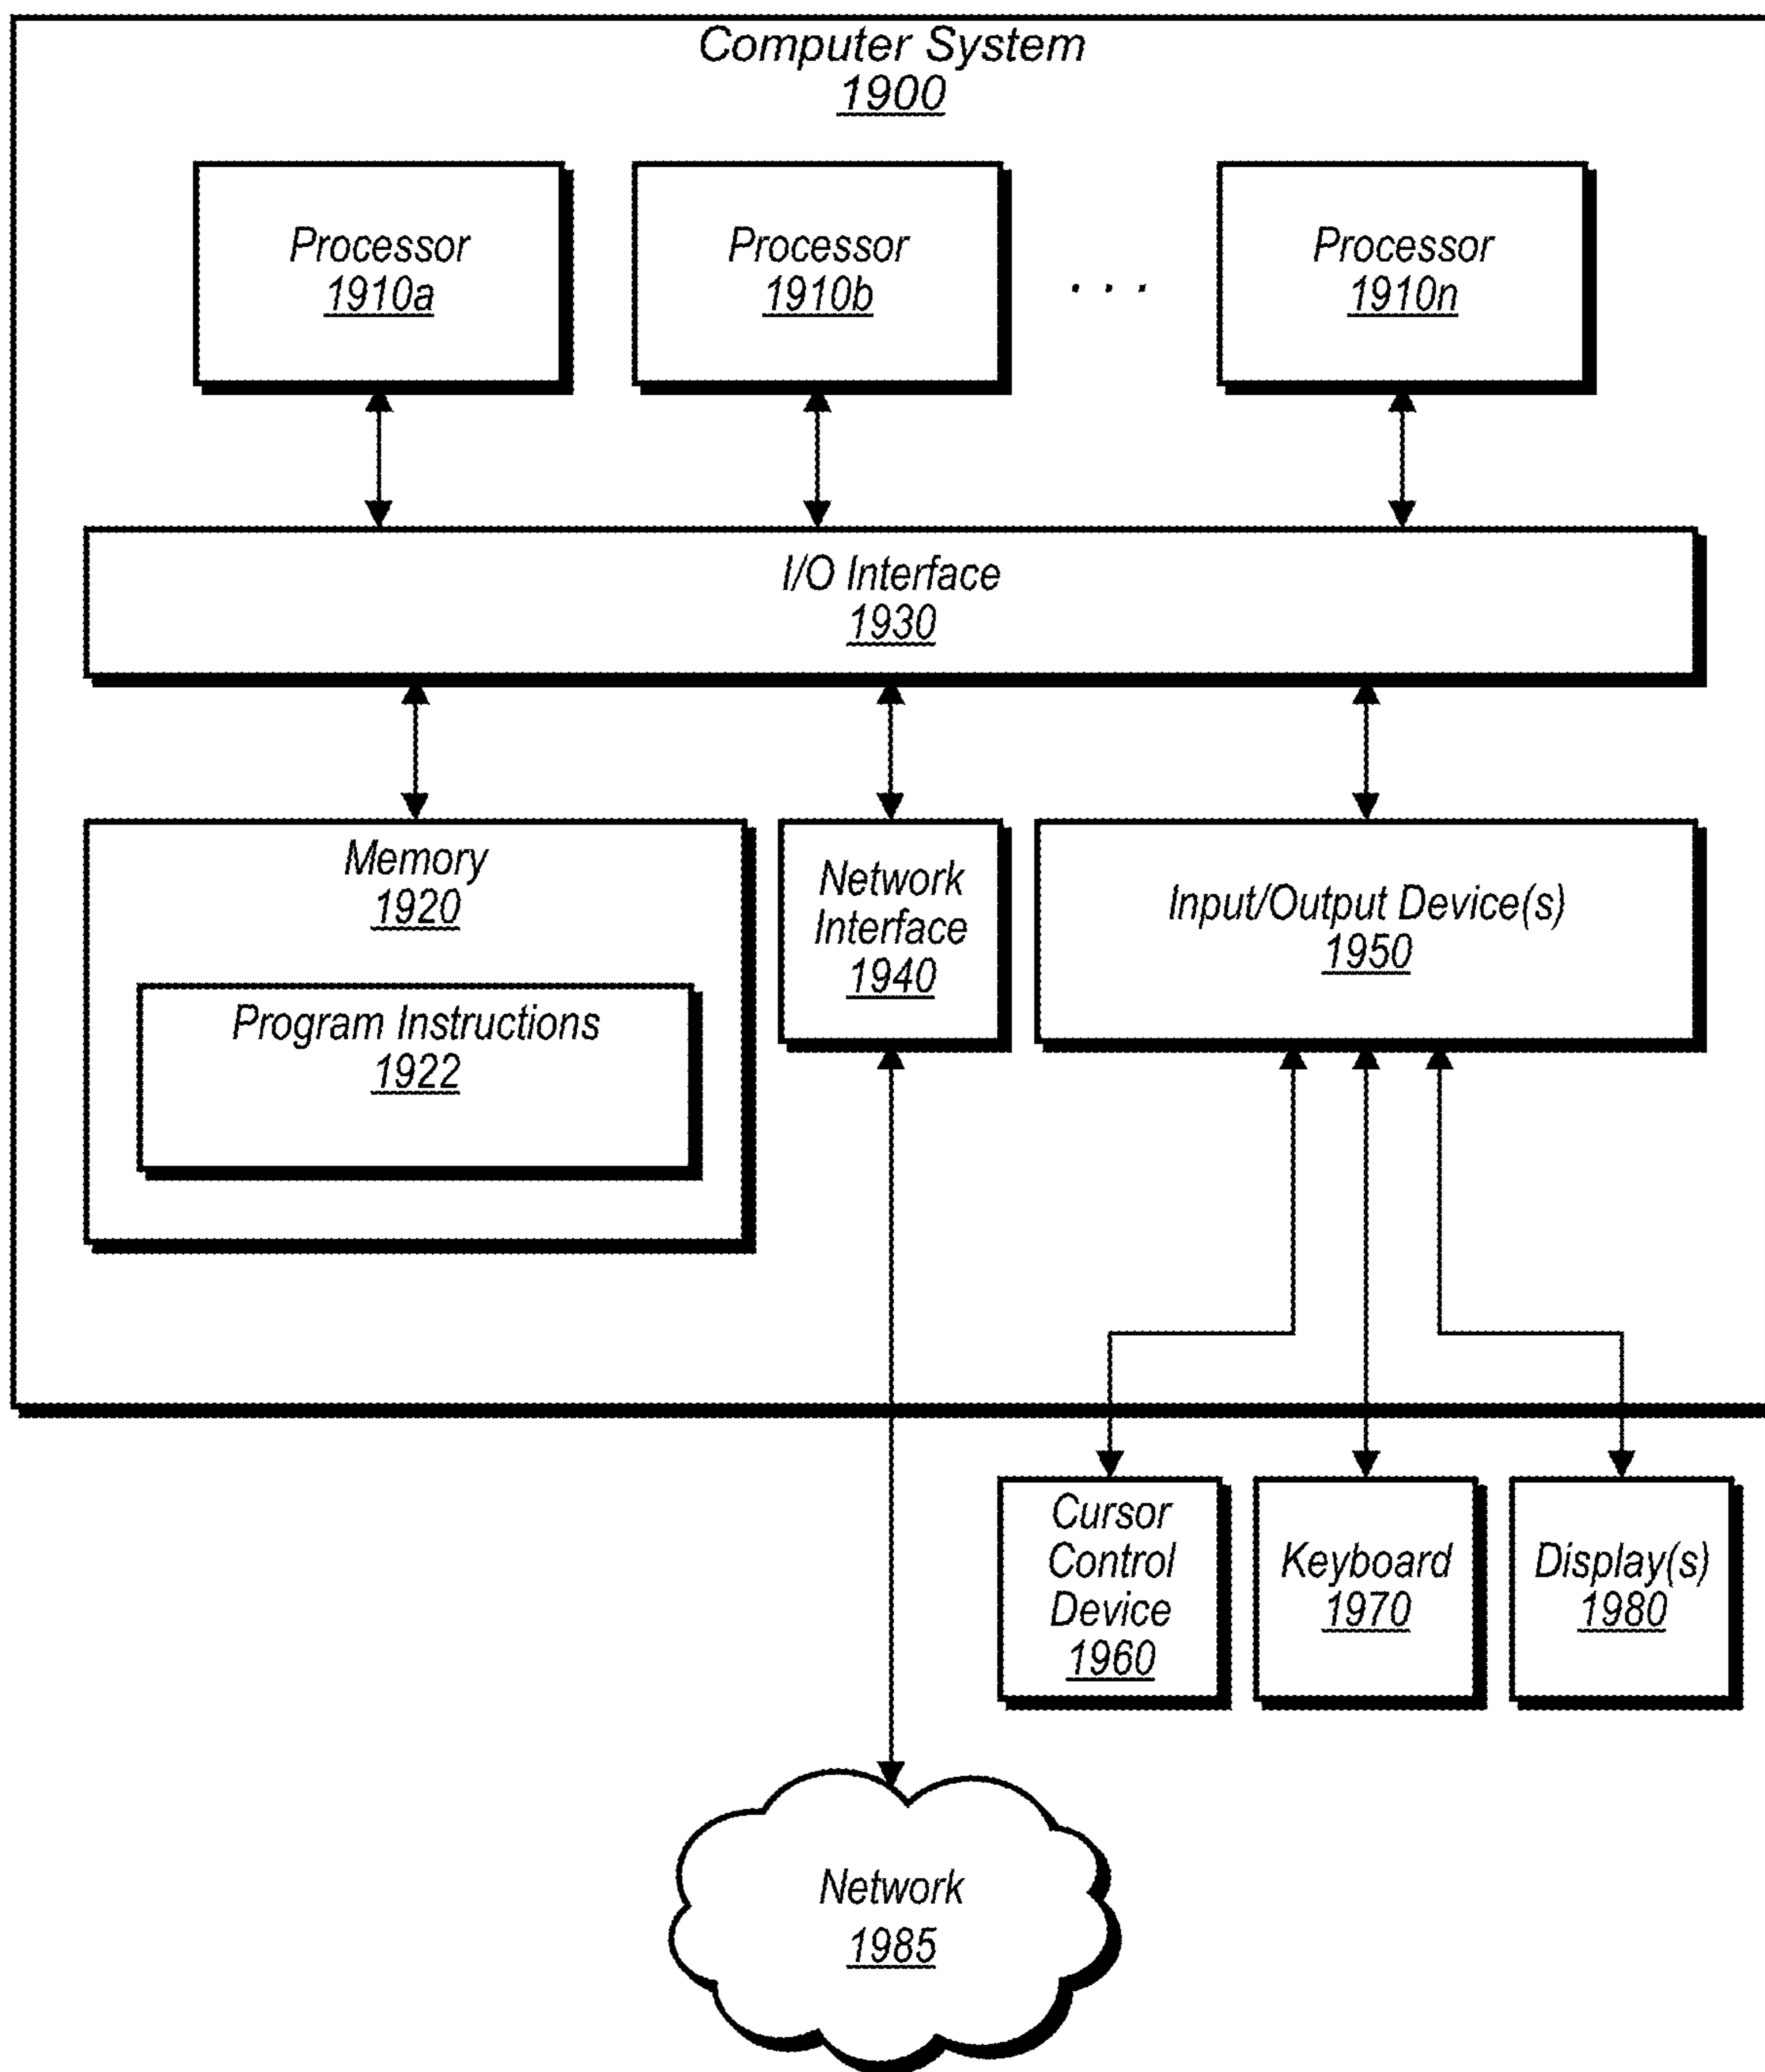 Computer System
1900
Processor
1910a
Processor
1910b
. . .
Processor
1910n
I/O Interface
1930
Memory
1920
Program Instructions
1922
Network
Interface
1940
Input/Output Device(s)
1950
Cursor
Control
Device
1960
Keyboard
1970
Display(s)
1980
Network
1985